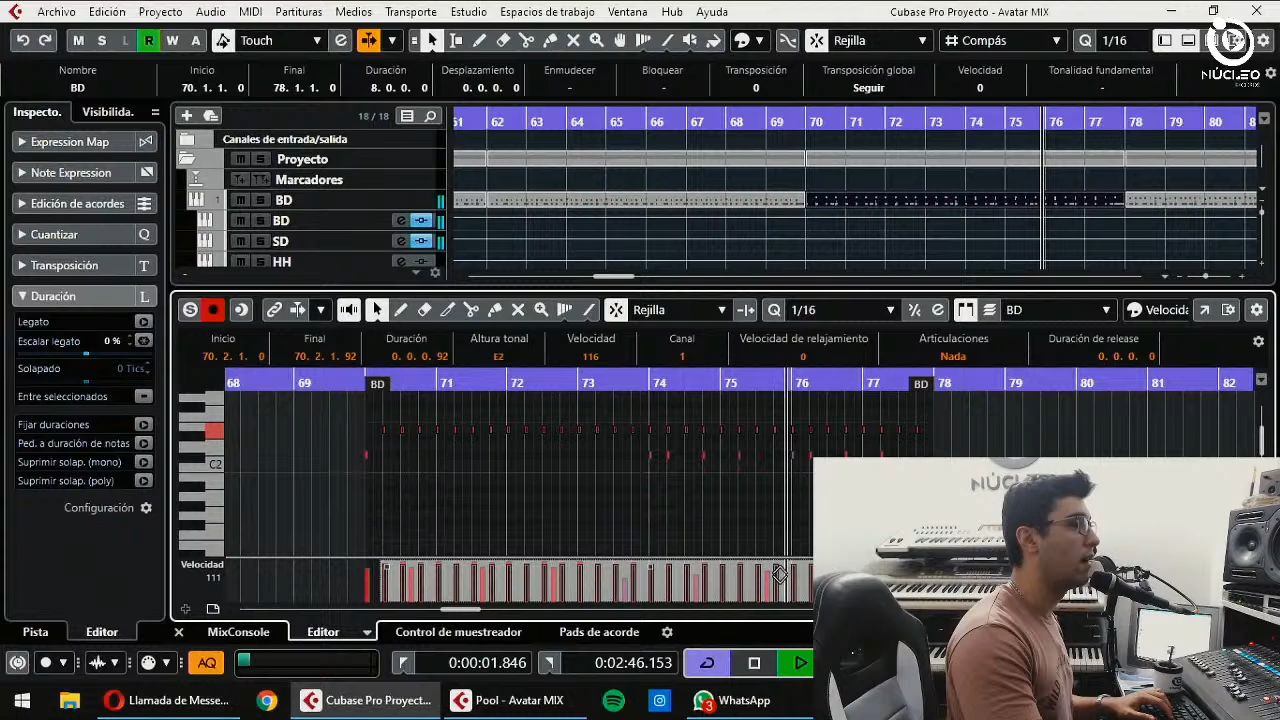 Archivo Edición Proyecto Audio MIDI Partituras Medios Transporte Estudio Espacios de trabajo Ventana Hub Ayuda Cubase Pro Proyecto - Avatar MIX
M S L R W A Touch Rejilla Compás Q 1/16
NÚCLEO
Nombre Inicio Final Duración Desplazamiento Enmudecer Bloquear Transposición Transposición global Velocidad Tonalidad fundamental
BD 70. 1. 1. 0 78. 1. 1. 0 8. 0. 0. 0 0. 0. 0. 0 - - 0 Seguir 0 -
Inspecto. Visibilida. 18 / 18 61 62 63 64 65 66 67 68 69 70 71 72 73 74 75 76 77 78 79 80 8
Expression Map
Canales de entrada/salida
m S Proyecto
Note Expression
Marcadores
Edición de acordes
1 m S BD
Cuantizar Q
m S BD e
m S SD e
Transposición T
m S HH e
Duración L
Legato
Escalar legato 0 %
Solapado 0 Tics
Entre seleccionados
Fijar duraciones
Ped. a duración de notas
Suprimir solap. (mono)
Suprimir solap. (poly)
Configuración
S Rejilla Q 1/16 e BD Velocida
Inicio Final Duración Altura tonal Velocidad Canal Velocidad de relajamiento Articulaciones Duración de release
70. 2. 1. 0 70. 2. 1. 92 0. 0. 0. 92 E2 116 1 0 Nada 0. 0. 0. 0
68 69 71 72 73 74 75 76 77 78 79 80 81 82
BD BD
C2
Velocidad
111
NÚCL
Pista Editor MixConsole Editor Control de muestreador Pads de acorde
AQ 0:00:01.846 0:02:46.153
Llamada de Messe... Cubase Pro Proyect... Pool - Avatar MIX WhatsApp
3